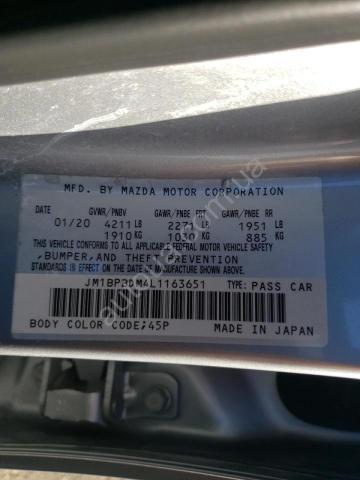 MFD. BY MAZDA MOTOR CORPORATION
DATE GVWR/PNBV GAWR/PNBE FRT GAWR/PNBE RR
01/20 4211 LB 2271 LB 1951 LB
1910 KG 1030 KG 885 KG
THIS VEHICLE CONFORMS TO ALL APPLICABLE FEDERAL MOTOR VEHICLE SAFETY
,BUMPER,AND THEFT PREVENTION
STANDARDS IN EFFECT ON THE DATE OF MANUFACTURE SHOWN ABOVE.
JM1BPBDM4L1163651 TYPE: PASS CAR
BODY COLOR CODE;45P MADE IN JAPAN